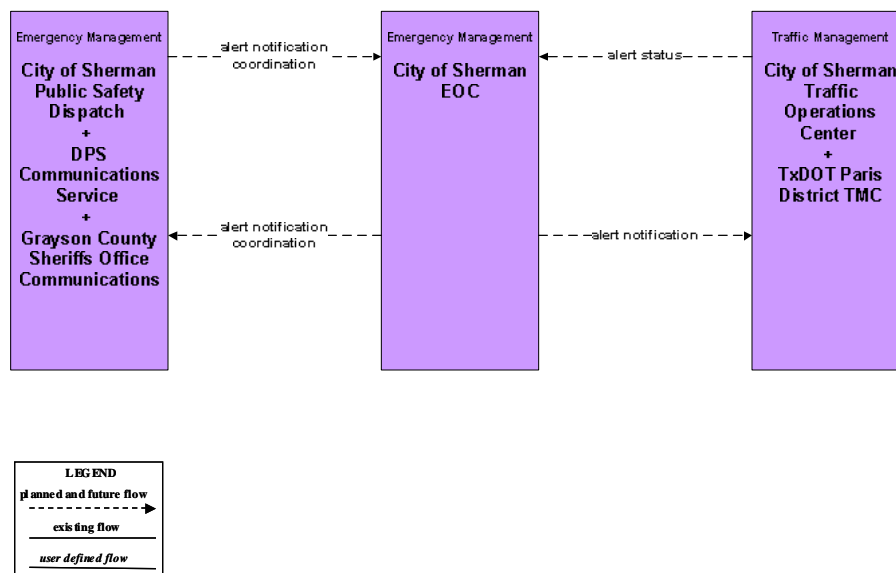 Emergency Management
City of Sherman
Public Safety
Dispatch
+
DPS
Communications
Service
+
Grayson County
Sheriffs Office
Communications
alert notification
coordination
alert notification
coordination
Emergency Management
City of Sherman
EOC
alert status
alert notification
Traffic Management
City of Sherman
Traffic
Operations
Center
+
TxDOT Paris
District TMC
LEGEND
planned and future flow
existing flow
user defined flow